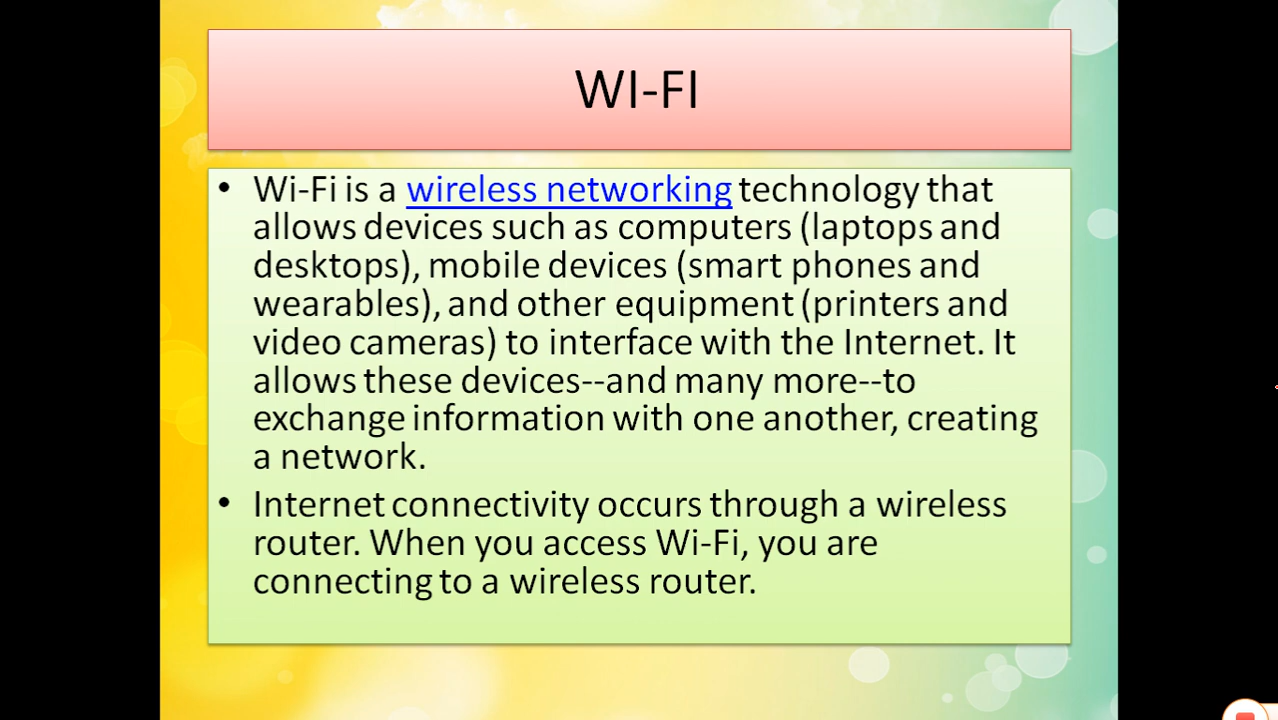 WI-FI
• Wi-Fi is a wireless networking technology that
allows devices such as computers (laptops and
desktops), mobile devices (smart phones and
wearables), and other equipment (printers and
video cameras) to interface with the Internet. It
allows these devices--and many more--to
exchange information with one another, creating
a network.
• Internet connectivity occurs through a wireless
router. When you access Wi-Fi, you are
connecting to a wireless router.